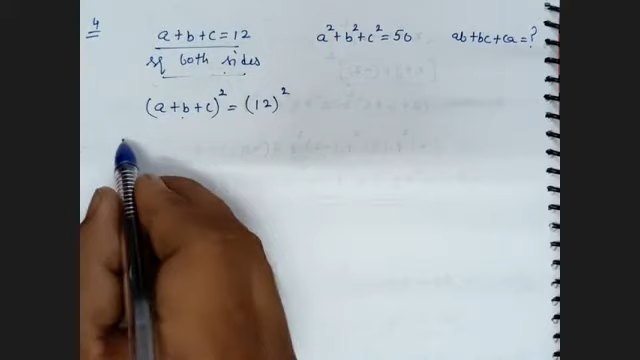 4 a+b+c=12 a²+b²+c²=50 ab+bc+ca=?
sq both sides
(a+b+c)²=(12)²